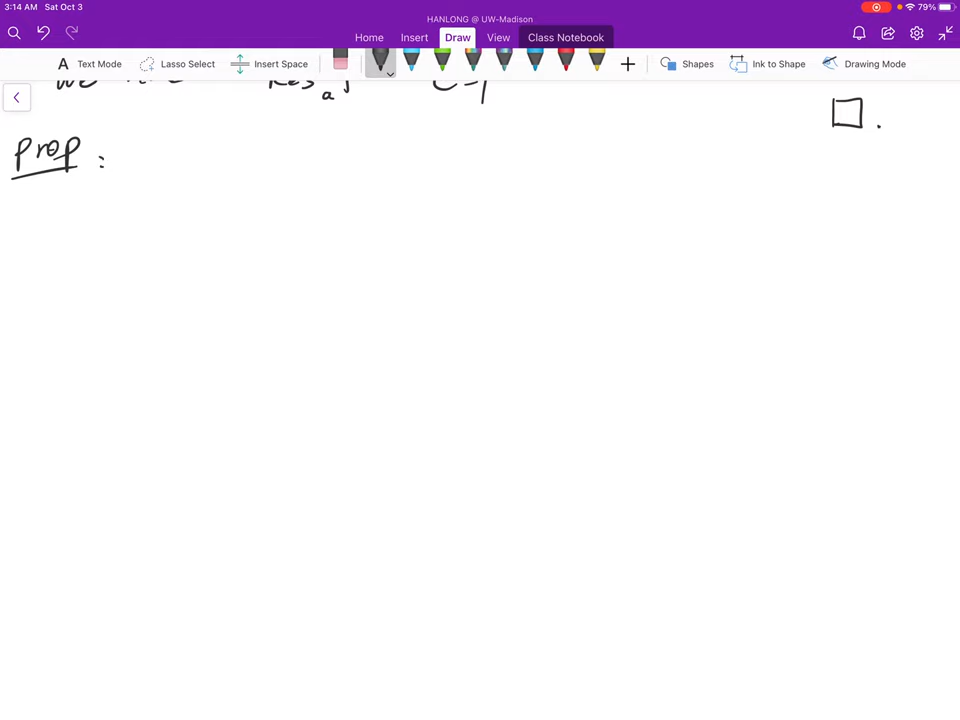 3:14 AM Sat Oct 3
79%
HANLONG @ UW-Madison
Home Insert Draw View Class Notebook
Text Mode Lasso Select Insert Space Shapes Ink to Shape Drawing Mode
Prop :